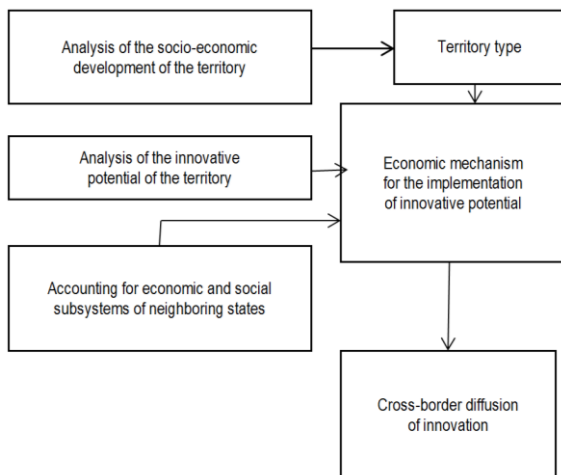 Analysis of the socio-economic
development of the territory
Territory type
Analysis of the innovative
potential of the territory
Economic mechanism
for the implementation
of innovative potential
Accounting for economic and social
subsystems of neighboring states
Cross-border diffusion
of innovation